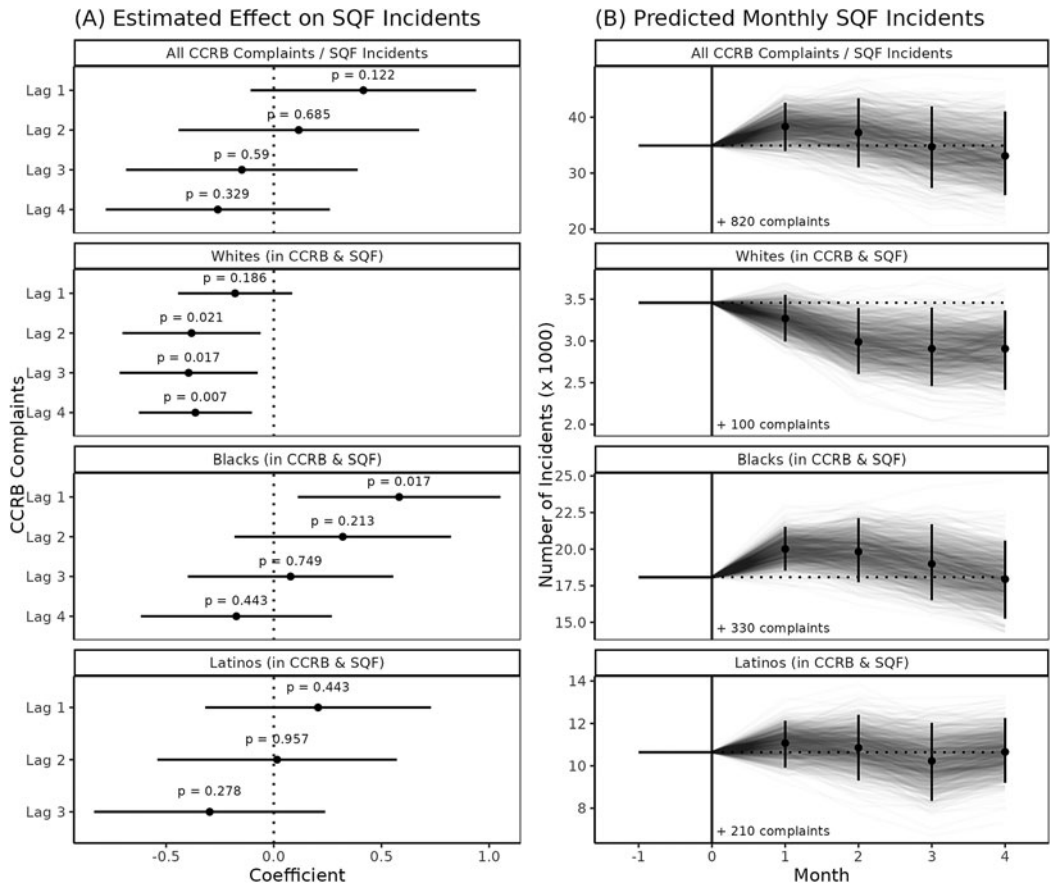 (A) Estimated Effect on SQF Incidents
All CCRB Complaints / SQF Incidents
Lag 1
p = 0.122
Lag 2
p = 0.685
Lag 3
p = 0.59
Lag 4
p = 0.329
Whites (in CCRB & SQF)
Lag 1
p = 0.186
Lag 2
p = 0.021
Lag 3
p = 0.017
Lag 4
p = 0.007
Blacks (in CCRB & SQF)
Lag 1
p = 0.017
Lag 2
p = 0.213
Lag 3
p = 0.749
Lag 4
p = 0.443
Latinos (in CCRB & SQF)
Lag 1
p = 0.443
Lag 2
p = 0.957
Lag 3
p = 0.278
CCRB Complaints
-0.5 0.0 0.5 1.0
Coefficient
(B) Predicted Monthly SQF Incidents
All CCRB Complaints / SQF Incidents
40
30
20
+ 820 complaints
Whites (in CCRB & SQF)
3.5
3.0
2.5
2.0
+ 100 complaints
Blacks (in CCRB & SQF)
25.0
22.5
20.0
17.5
15.0
+ 330 complaints
Latinos (in CCRB & SQF)
14
12
10
8
+ 210 complaints
Number of Incidents (x 1000)
-1 0 1 2 3 4
Month